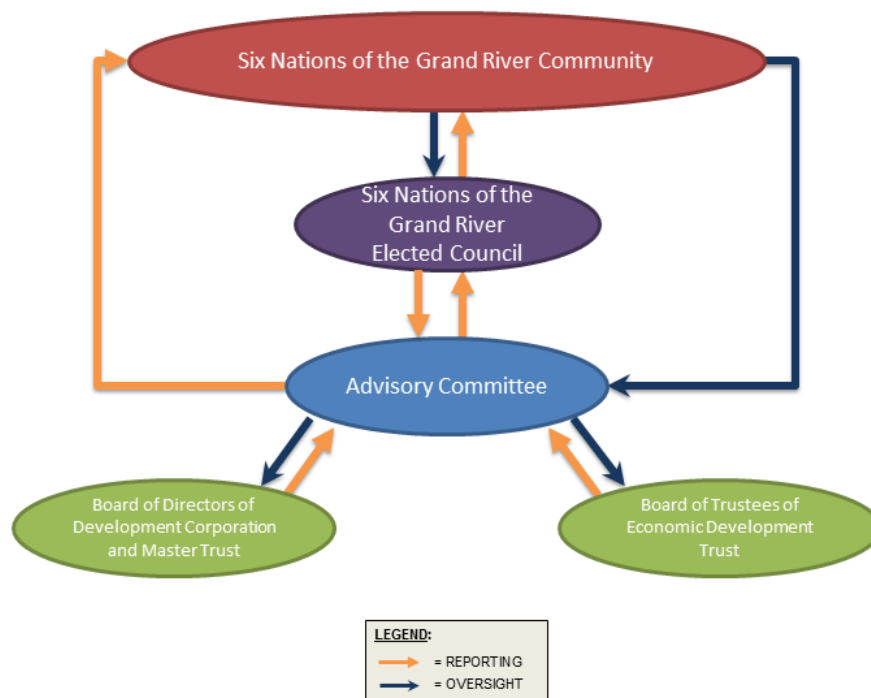 Six Nations of the Grand River Community
Six Nations of the
Grand River
Elected Council
Advisory Committee
Board of Directors of
Development Corporation
and Master Trust
Board of Trustees of
Economic Development
Trust
LEGEND:
= REPORTING
= OVERSIGHT